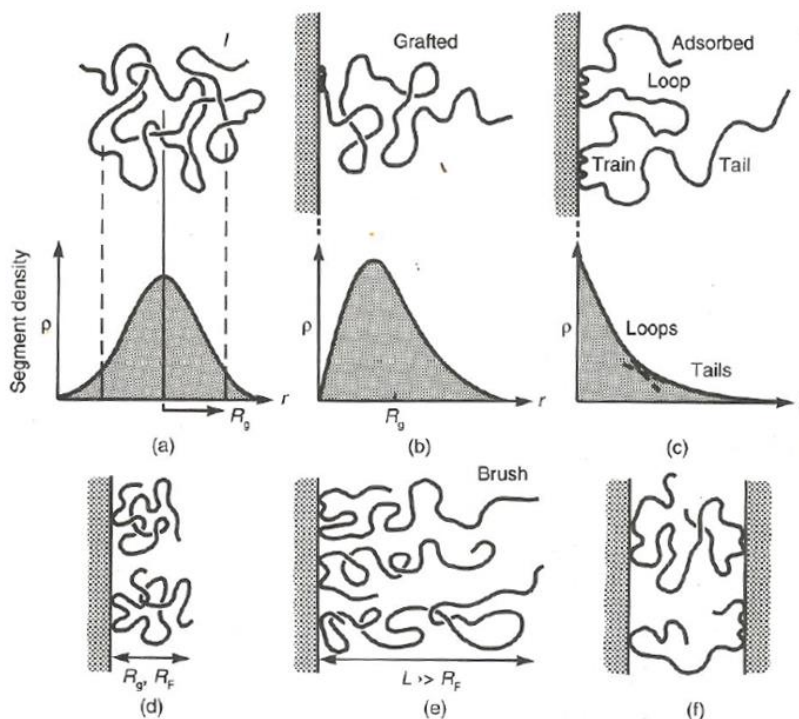 l
Grafted
Adsorbed
Loop
Train
Tail
Segment density
ρ
r
R_g
(a)
ρ
R_g
r
(b)
ρ
Loops
Tails
(c)
R_g, R_F
(d)
Brush
L >> R_F
(e)
(f)